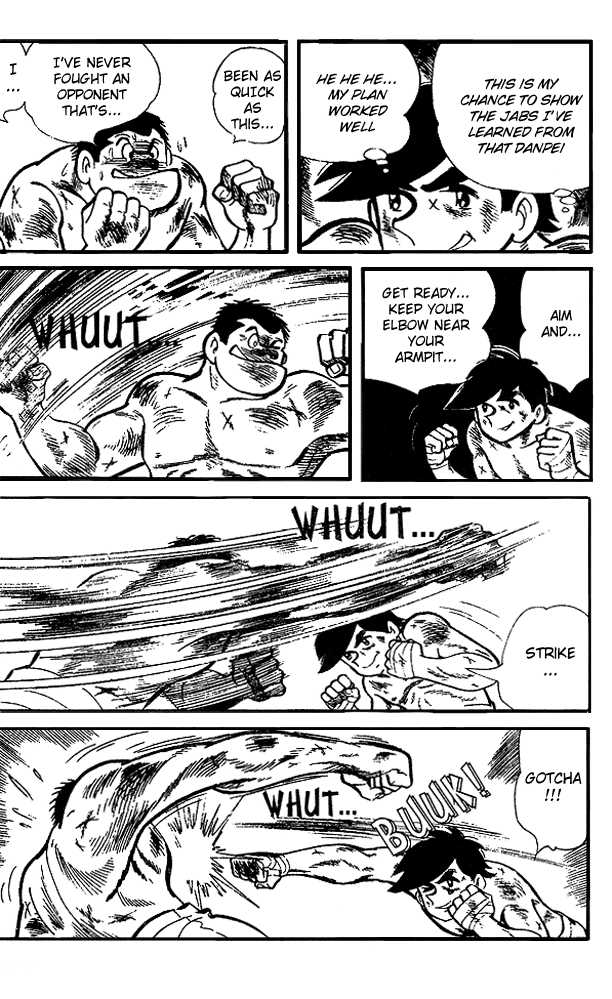 THIS IS MY
CHANCE TO SHOW
THE JABS I'VE
LEARNED FROM
THAT DANPEI
HE HE HE...
MY PLAN
WORKED
WELL
BEEN AS
QUICK
AS
THIS...
I'VE NEVER
FOUGHT AN
OPPONENT
THAT'S...
I
...
AIM
AND...
GET READY...
KEEP YOUR
ELBOW NEAR
YOUR
ARMPIT...
WHUUT...
WHUUT...
STRIKE
...
GOTCHA
!!!
BUUK!
WHUT...